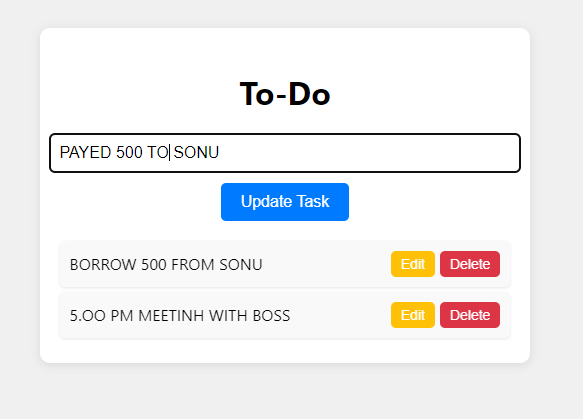 To-Do
PAYED 500 TO SONU
Update Task
BORROW 500 FROM SONU Edit Delete
5.OO PM MEETINH WITH BOSS Edit Delete